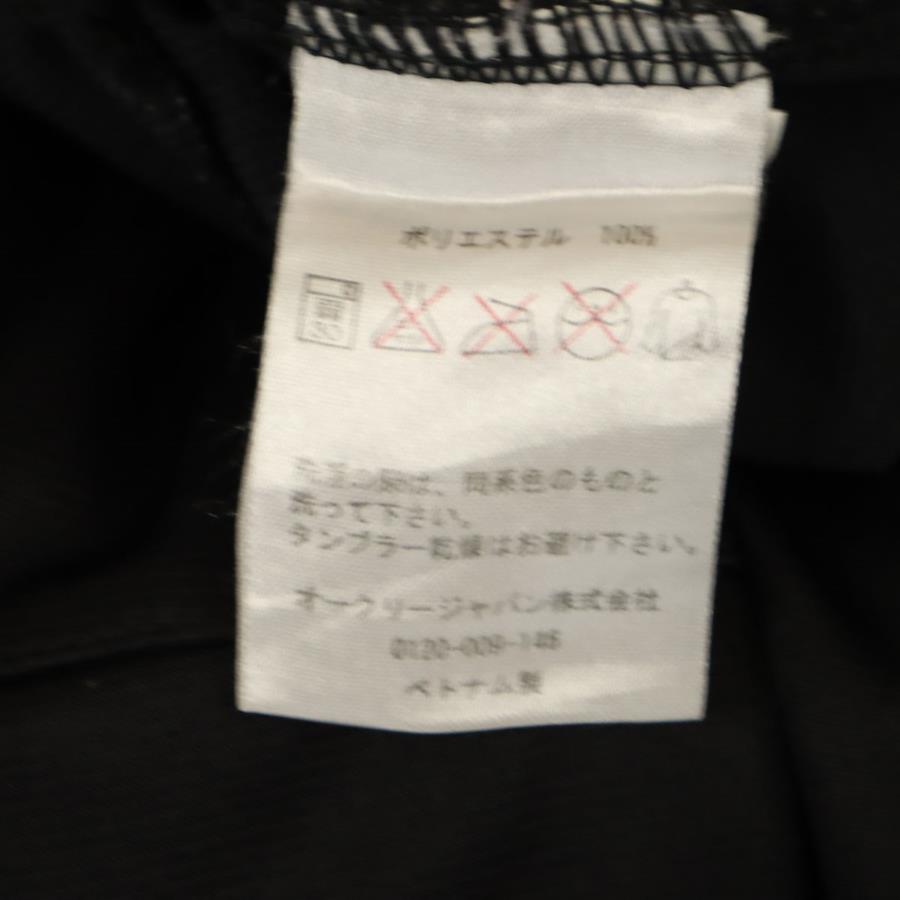 ポリエステル 100%
洗濯の際は、同系色のものと
洗って下さい。
タンブラー乾燥はお避け下さい。
オークリージャパン株式会社
0120-009-146
ベトナム製